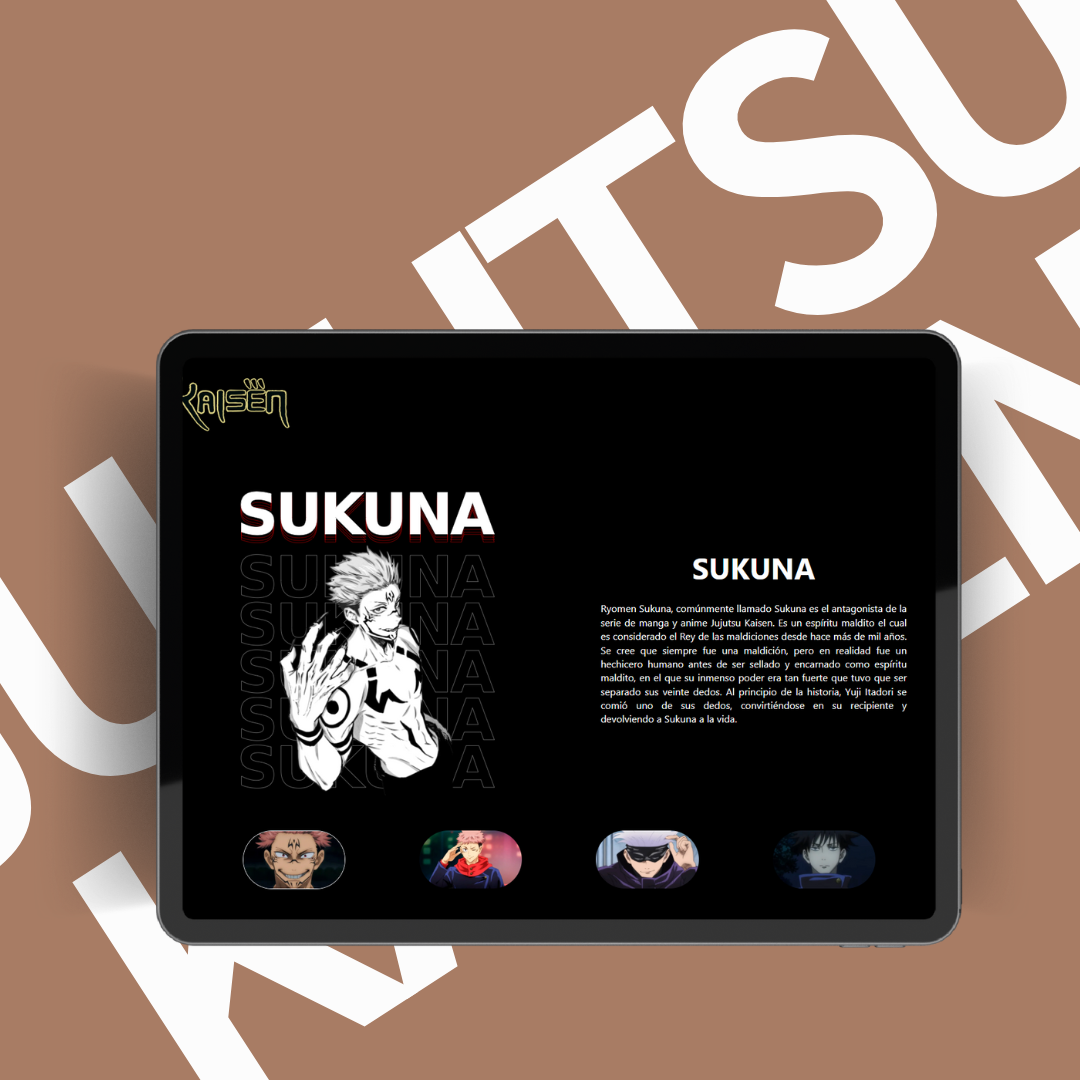 JUJUTSU
KAISEN
KAISEN
SUKUNA
SUKUNA
SUKUNA
SUKUNA
SUKUNA
SUKUNA
SUKUNA
Ryomen Sukuna, comúnmente llamado Sukuna es el antagonista de la
serie de manga y anime Jujutsu Kaisen. Es un espíritu maldito el cual
es considerado el Rey de las maldiciones desde hace más de mil años.
Se cree que siempre fue una maldición, pero en realidad fue un
hechicero humano antes de ser sellado y encarnado como espíritu
maldito, en el que su inmenso poder era tan fuerte que tuvo que ser
separado sus veinte dedos. Al principio de la historia, Yuji Itadori se
comió uno de sus dedos, convirtiéndose en su recipiente y
devolviendo a Sukuna a la vida.